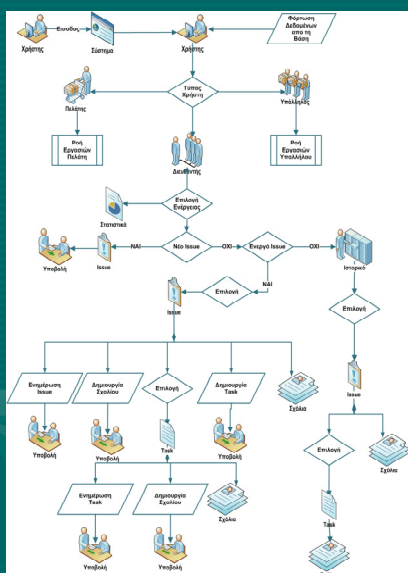 Φόρτωση
Δεδομένων
απο τη
Βάση
Είσοδος
Χρήστης
Σύστημα
Χρήστης
Τύπος
Χρήστη
Πελάτης
Υπάλληλος
Ροή
Εργασιών
Πελάτη
Διευθυντής
Ροή
Εργασιών
Υπαλλήλου
Επιλογή
Ενέργειας
Στατιστικά
ΝΑΙ
Νέο Issue
ΟΧΙ
Ενεργό Issue
ΟΧΙ
Υποβολή
Issue
Ιστορικό
ΝΑΙ
Επιλογή
Issue
Επιλογή
Issue
Ενημέρωση
Issue
Δημιουργία
Σχολίου
Επιλογή
Δημιουργία
Task
Σχόλια
Υποβολή
Υποβολή
Task
Υποβολή
Επιλογή
Σχόλια
Ενημέρωση
Task
Δημιουργία
Σχολίου
Σχόλια
Task
Υποβολή
Υποβολή